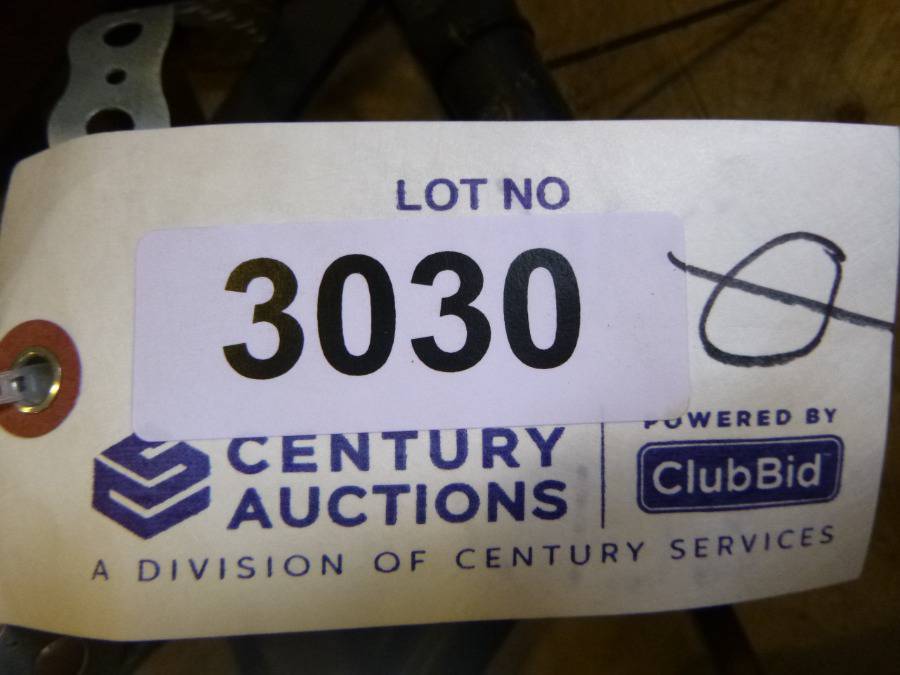 LOT NO
3030
CENTURY
AUCTIONS
POWERED BY
ClubBid
A DIVISION OF CENTURY SERVICES